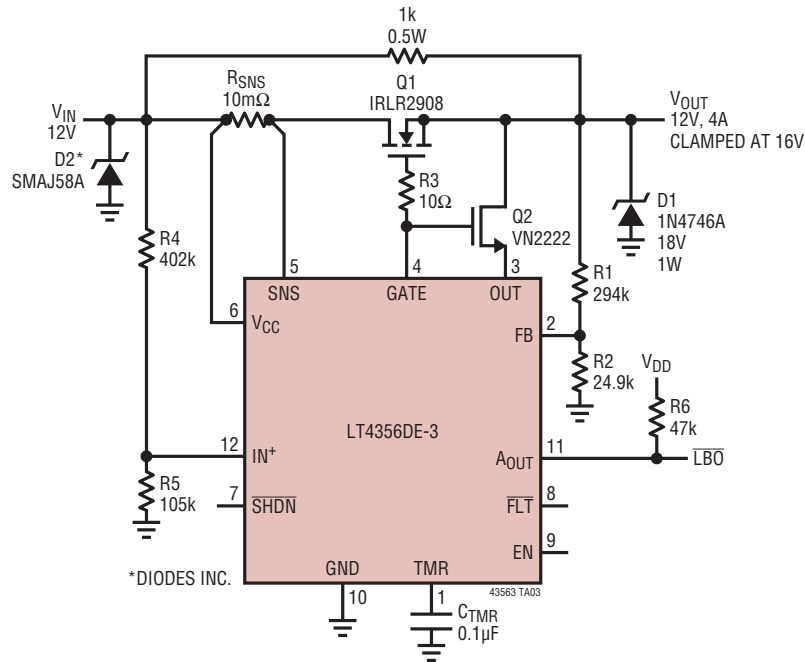 1k
0.5W
RSNS
10mΩ
Q1
IRLR2908
VIN
12V
VOUT
12V, 4A
CLAMPED AT 16V
D2*
SMAJ58A
R3
10Ω
Q2
VN2222
D1
1N4746A
18V
1W
R4
402k
5
4
3
SNS
GATE
OUT
R1
294k
6
VCC
FB
2
R2
24.9k
VDD
R6
47k
LT4356DE-3
12
IN+
AOUT
11
LBO
R5
105k
7
SHDN
FLT
8
EN
9
*DIODES INC.
GND
TMR
10
1
43563 TA03
CTMR
0.1µF